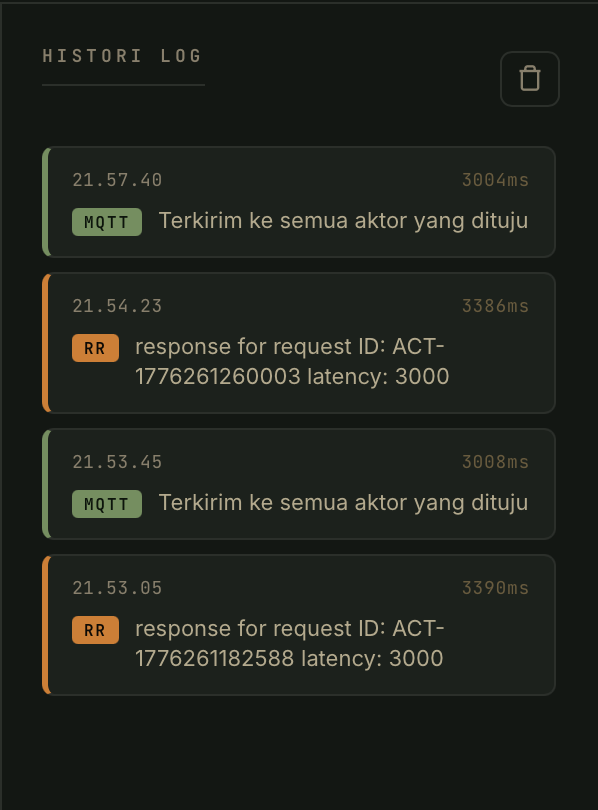 HISTORI LOG
21.57.40 3004ms
MQTT Terkirim ke semua aktor yang dituju
21.54.23 3386ms
RR response for request ID: ACT-
1776261260003 latency: 3000
21.53.45 3008ms
MQTT Terkirim ke semua aktor yang dituju
21.53.05 3390ms
RR response for request ID: ACT-
1776261182588 latency: 3000